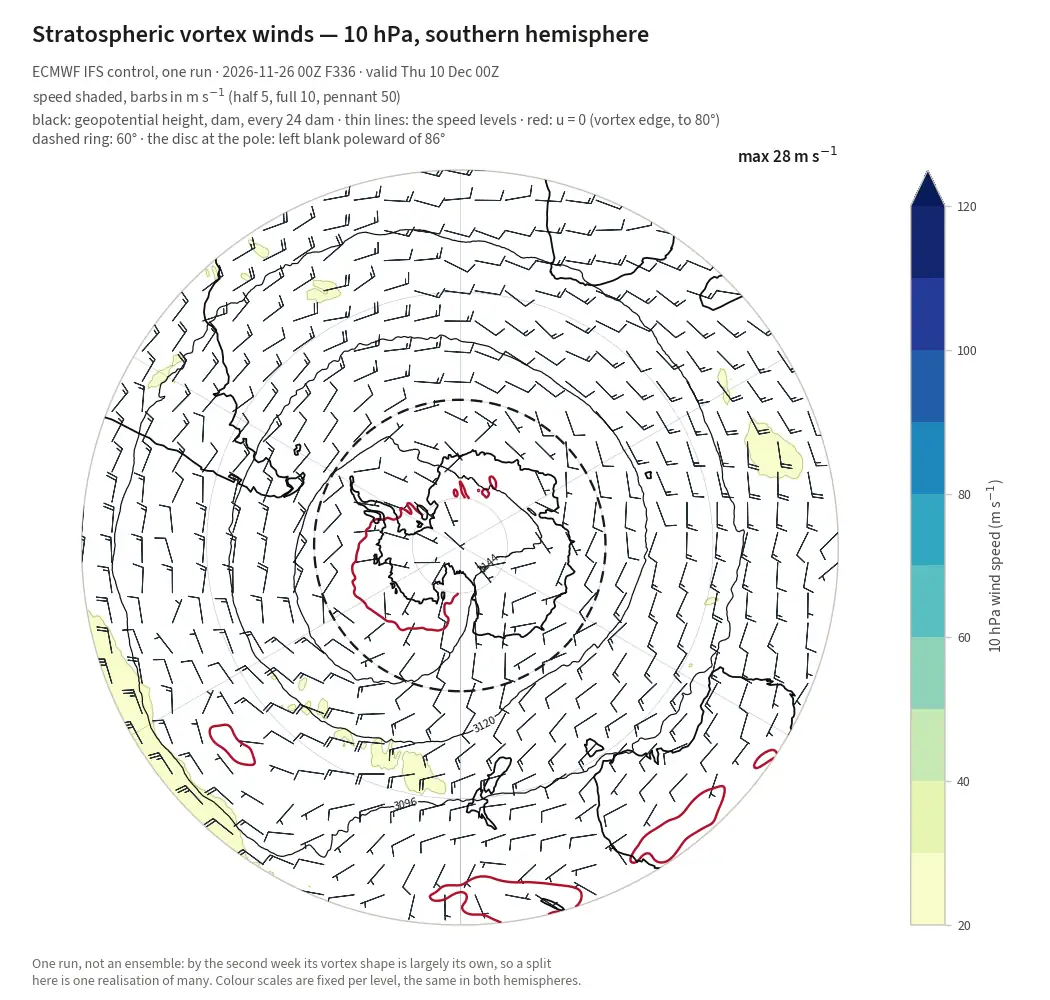 Stratospheric vortex winds — 10 hPa, southern hemisphere
ECMWF IFS control, one run · 2026-11-26 00Z F336 · valid Thu 10 Dec 00Z
speed shaded, barbs in m s⁻¹ (half 5, full 10, pennant 50)
black: geopotential height, dam, every 24 dam · thin lines: the speed levels · red: u = 0 (vortex edge, to 80°)
dashed ring: 60° · the disc at the pole: left blank poleward of 86°
max 28 m s⁻¹
120
100
80
60
40
20
10 hPa wind speed (m s⁻¹)
3120
3096
One run, not an ensemble: by the second week its vortex shape is largely its own, so a split
here is one realisation of many. Colour scales are fixed per level, the same in both hemispheres.